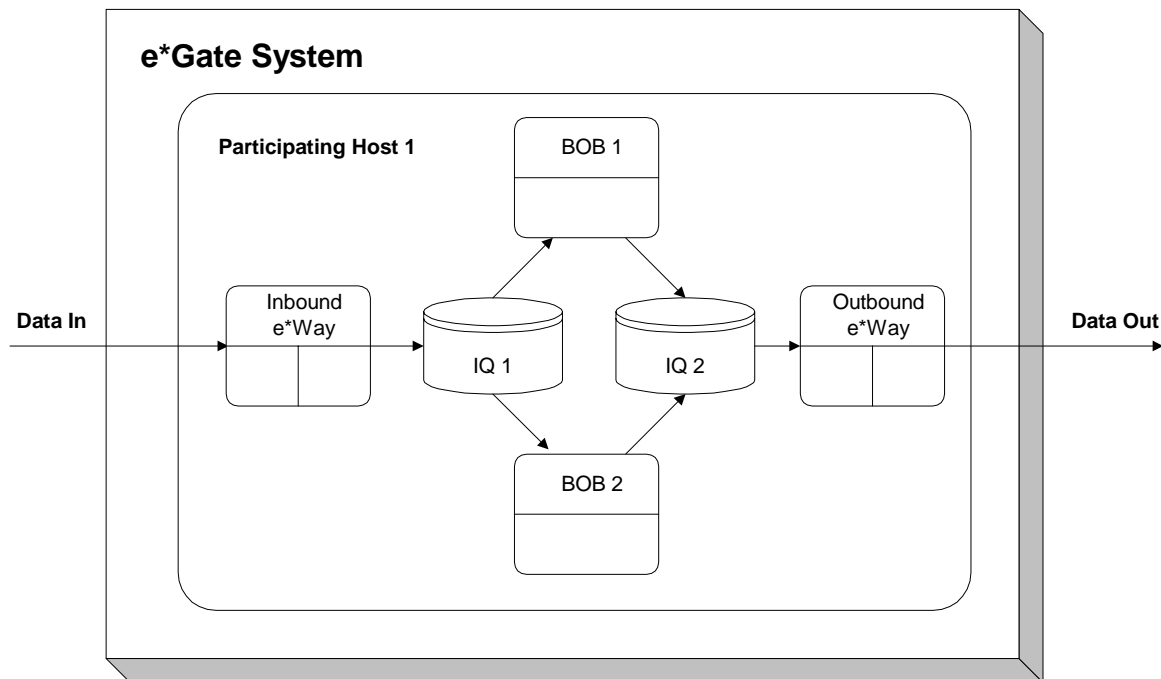 e*Gate System
Participating Host 1
BOB 1
Data In
Inbound
e*Way
IQ 1
IQ 2
Outbound
e*Way
Data Out
BOB 2